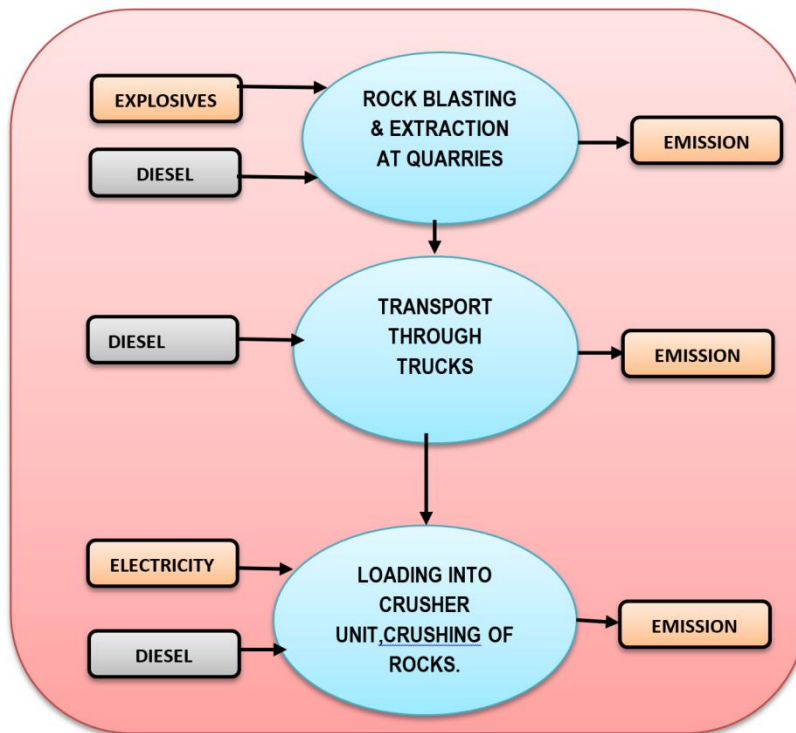 EXPLOSIVES
DIESEL
ROCK BLASTING
& EXTRACTION
AT QUARRIES
EMISSION
DIESEL
TRANSPORT
THROUGH
TRUCKS
EMISSION
ELECTRICITY
DIESEL
LOADING INTO
CRUSHER
UNIT,CRUSHING OF
ROCKS.
EMISSION